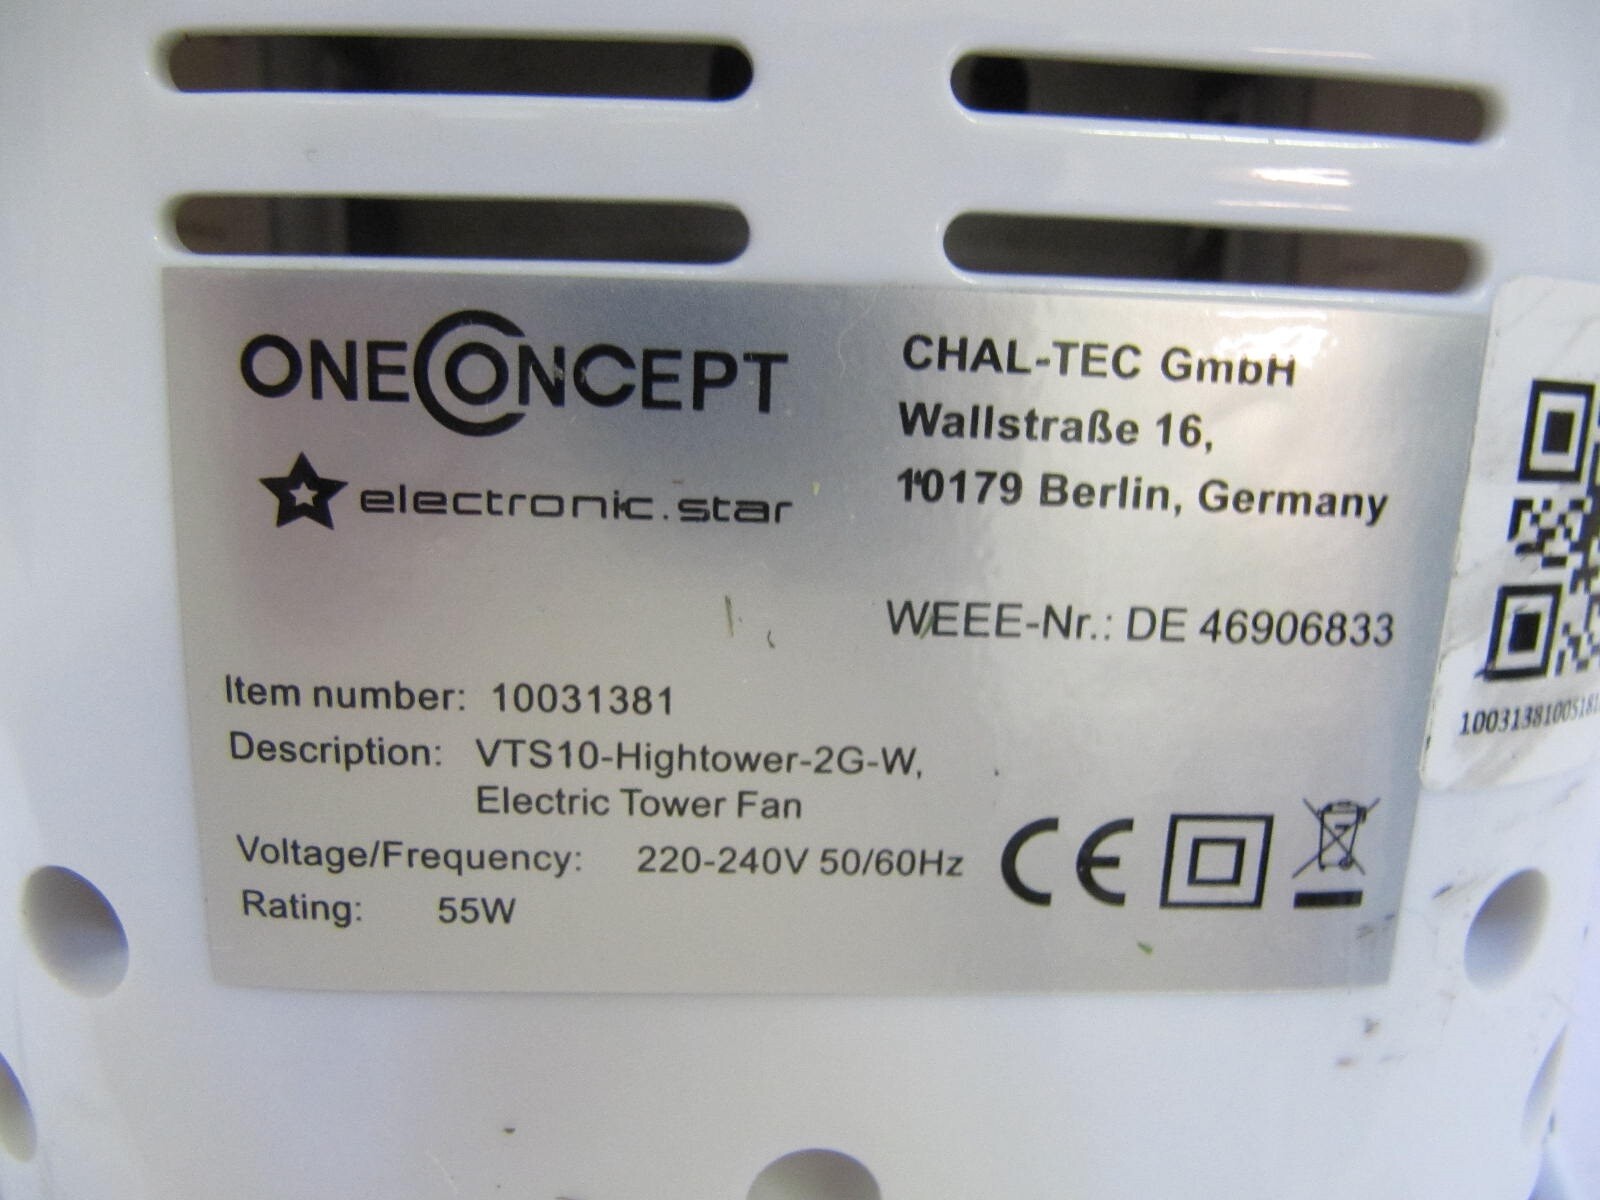 ONECONCEPT
electronic.star
CHAL-TEC GmbH
Wallstraße 16,
10179 Berlin, Germany
WEEE-Nr.: DE 46906833
Item number: 10031381
Description: VTS10-Hightower-2G-W,
Electric Tower Fan
Voltage/Frequency: 220-240V 50/60Hz
Rating: 55W
CE